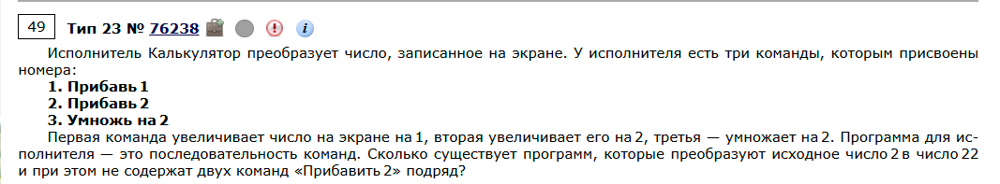 49 Тип 23 № 76238
Исполнитель Калькулятор преобразует число, записанное на экране. У исполнителя есть три команды, которым присвоены
номера:
1. Прибавь 1
2. Прибавь 2
3. Умножь на 2
Первая команда увеличивает число на экране на 1, вторая увеличивает его на 2, третья — умножает на 2. Программа для ис-
полнителя — это последовательность команд. Сколько существует программ, которые преобразуют исходное число 2 в число 22
и при этом не содержат двух команд «Прибавить 2» подряд?